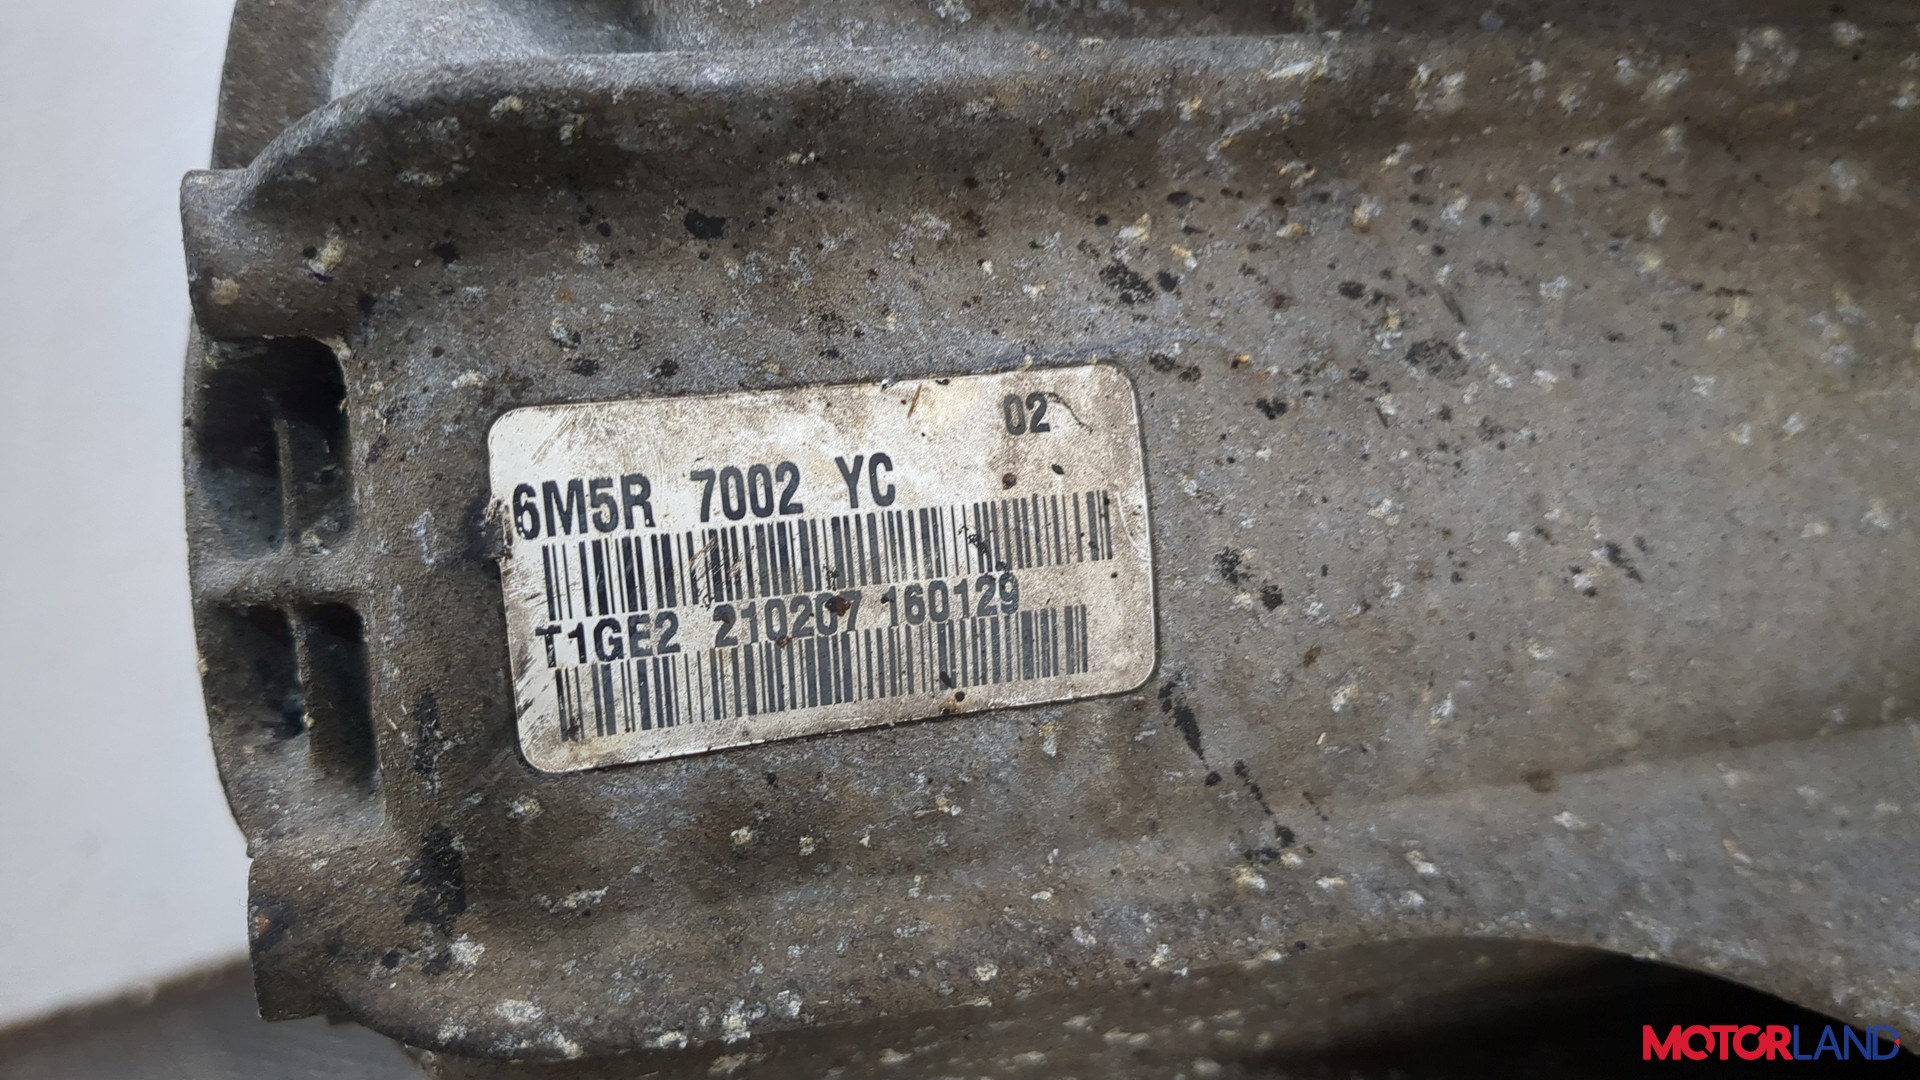 02
6M5R 7002 YC
T1GE2 210207 160129
MOTORLAND